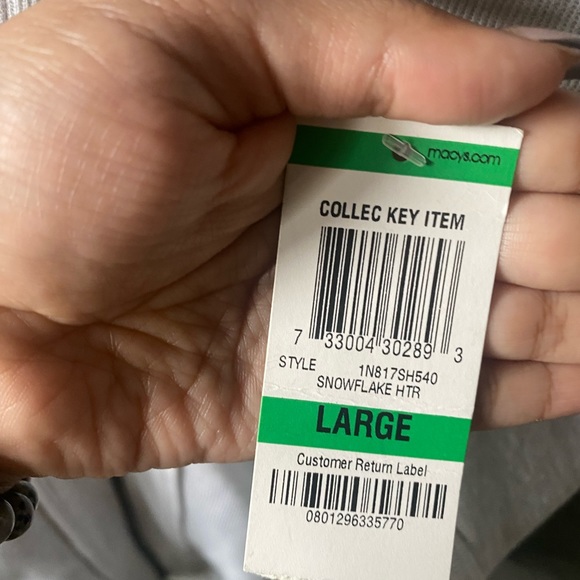 macys.com
COLLEC KEY ITEM
7 33004 30289 3
STYLE 1N817SH540
SNOWFLAKE HTR
LARGE
Customer Return Label
0801296335770